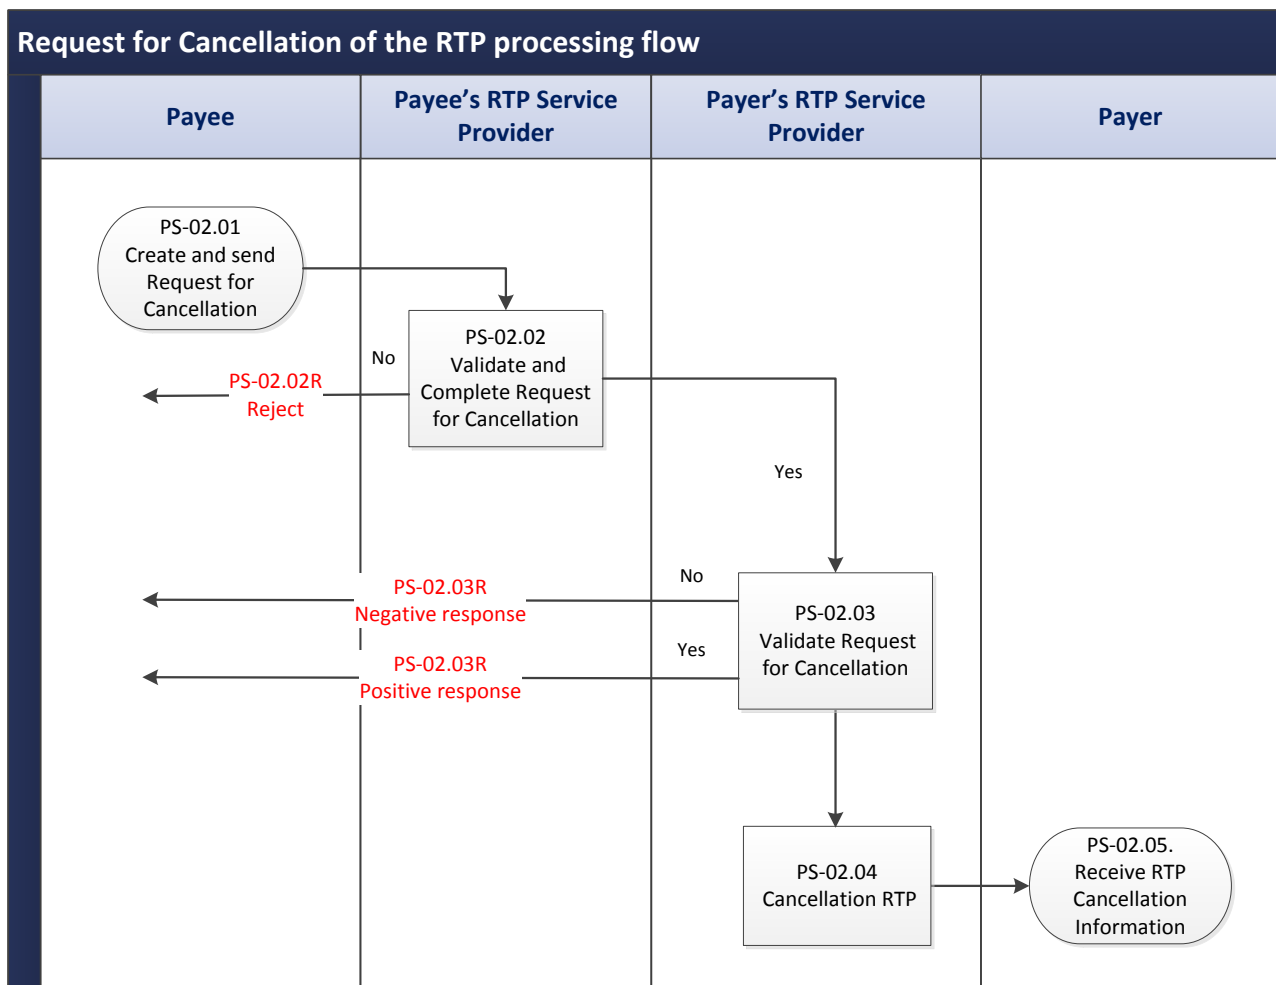 Request for Cancellation of the RTP processing flow
Payee
Payee's RTP Service
Provider
Payer's RTP Service
Provider
Payer
PS-02.01
Create and send
Request for
Cancellation
PS-02.02
Validate and
Complete Request
for Cancellation
No
PS-02.02R
Reject
Yes
PS-02.03R
Negative response
No
PS-02.03
Validate Request
for Cancellation
PS-02.03R
Positive response
Yes
PS-02.04
Cancellation RTP
PS-02.05.
Receive RTP
Cancellation
Information